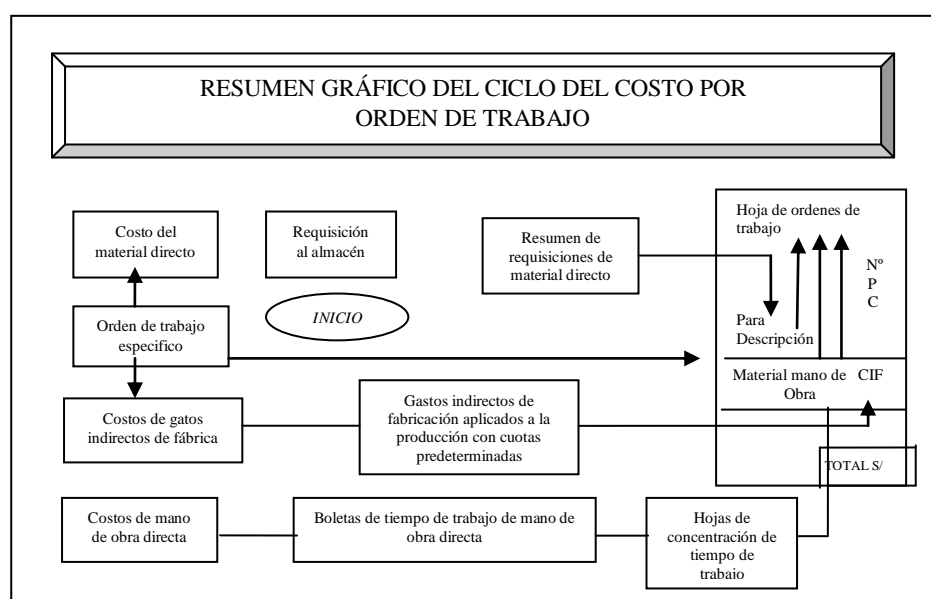 RESUMEN GRÁFICO DEL CICLO DEL COSTO POR
ORDEN DE TRABAJO
Costo del
material directo
Requisición
al almacén
Resumen de
requisiciones de
material directo
Hoja de ordenes de
trabajo
Nº
P
C
Orden de trabajo
especifico
INICIO
Para
Descripción
Material mano de
Obra
CIF
Costos de gatos
indirectos de fábrica
Gastos indirectos de
fabricación aplicados a la
producción con cuotas
predeterminadas
TOTAL S/
Costos de mano
de obra directa
Boletas de tiempo de trabajo de mano de
obra directa
Hojas de
concentración de
tiempo de
trabajo